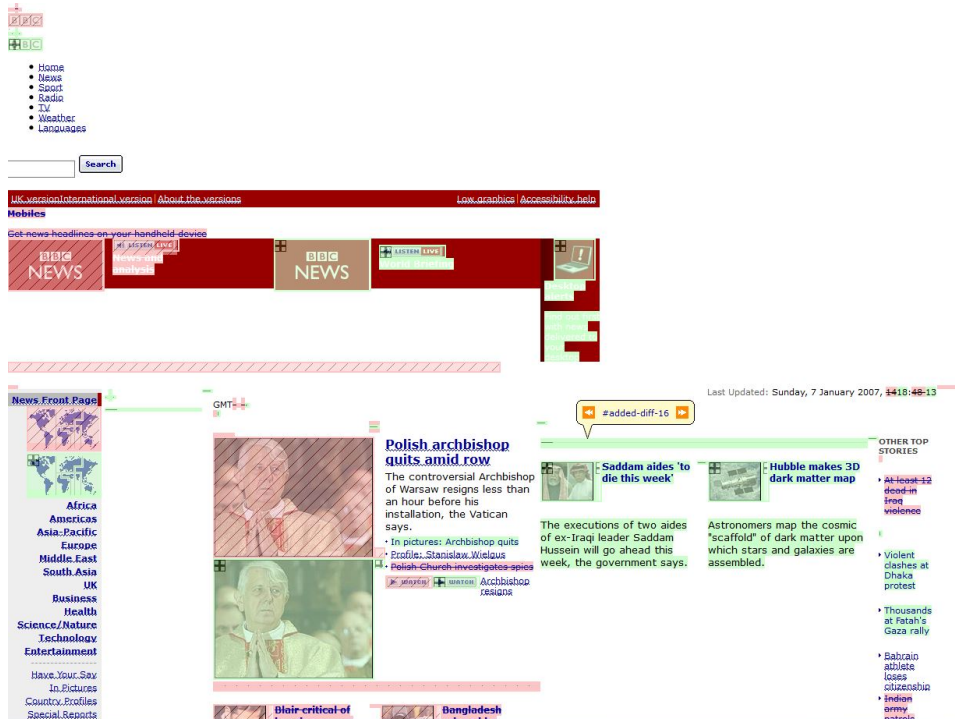 BBC
BBC
Home
News
Sport
Radio
TV
Weather
Languages
Search
UK versionInternational version | About the versions
Low graphics | Accessibility help
Mobiles
Get news headlines on your handheld device
BBC NEWS
LISTEN LIVE
News and analysis
BBC NEWS
LISTEN LIVE
Last Updated: Sunday, 7 January 2007, 1418:48-13
GMT
#added-diff-16
News Front Page
Africa
Americas
Asia-Pacific
Europe
Middle East
South Asia
UK
Business
Health
Science/Nature
Technology
Entertainment
Have Your Say
In Pictures
Country Profiles
Special Reports
Polish archbishop
quits amid row
The controversial Archbishop
of Warsaw resigns less than
an hour before his
installation, the Vatican
says.
In pictures: Archbishop quits
Profile: Stanislaw Wielgus
Polish Church investigates spies
WATCH WATCH Archbishop
resigns
Blair critical of
Bangladesh
Saddam aides 'to
die this week'
The executions of two aides
of ex-Iraqi leader Saddam
Hussein will go ahead this
week, the government says.
Hubble makes 3D
dark matter map
Astronomers map the cosmic
"scaffold" of dark matter upon
which stars and galaxies are
assembled.
OTHER TOP
STORIES
At least 12
dead in
Iraq
violence
Violent
clashes at
Dhaka
protest
Thousands
at Fatah's
Gaza rally
Bahrain
athlete
loses
citizenship
Indian
army